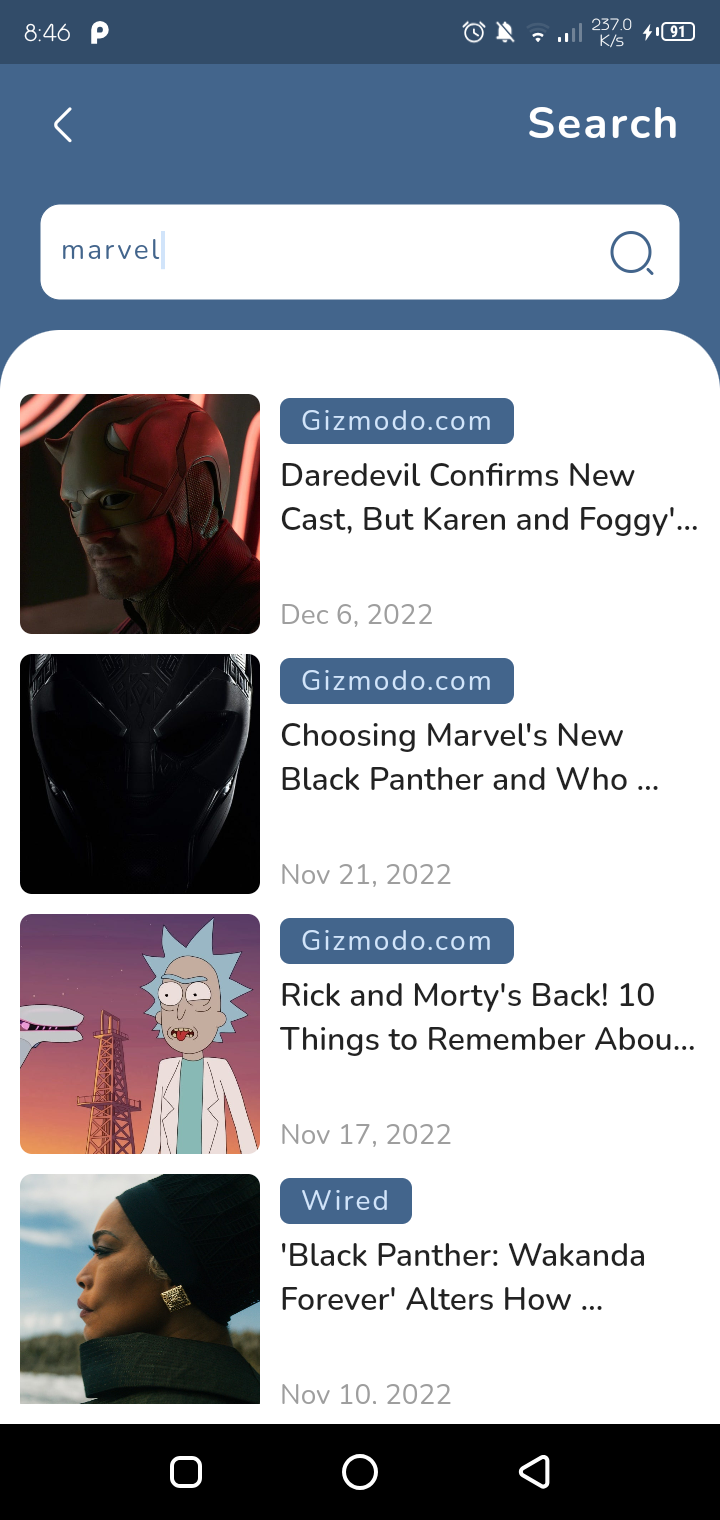 8:46
237.0
K/s
91
Search
marvel
Gizmodo.com
Daredevil Confirms New
Cast, But Karen and Foggy'...
Dec 6, 2022
Gizmodo.com
Choosing Marvel's New
Black Panther and Who ...
Nov 21, 2022
Gizmodo.com
Rick and Morty's Back! 10
Things to Remember Abou...
Nov 17, 2022
Wired
'Black Panther: Wakanda
Forever' Alters How ...
Nov 10, 2022